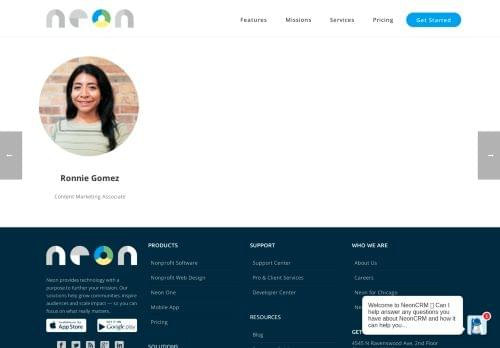 neon
Features
Missions
Services
Pricing
Get Started
←
→
Ronnie Gomez
Content Marketing Associate
neon
Neon provides technology with a
purpose to further your mission. Our
solutions help grow communities, inspire
audiences and scale impact — so you
can focus on what really matters.
App Store
Google play
PRODUCTS
Nonprofit Software
Nonprofit Web Design
Neon One
Mobile App
Pricing
SOLUTIONS
SUPPORT
Support Center
Pro & Client Services
Developer Center
RESOURCES
Blog
WHO WE ARE
About Us
Careers
Neon for Chicago
Ne
GET
4545 N Ravenswood Ave, 2nd Floor
Welcome to NeonCRM Can I
help answer any questions you
have about NeonCRM and how it
can help you...
1